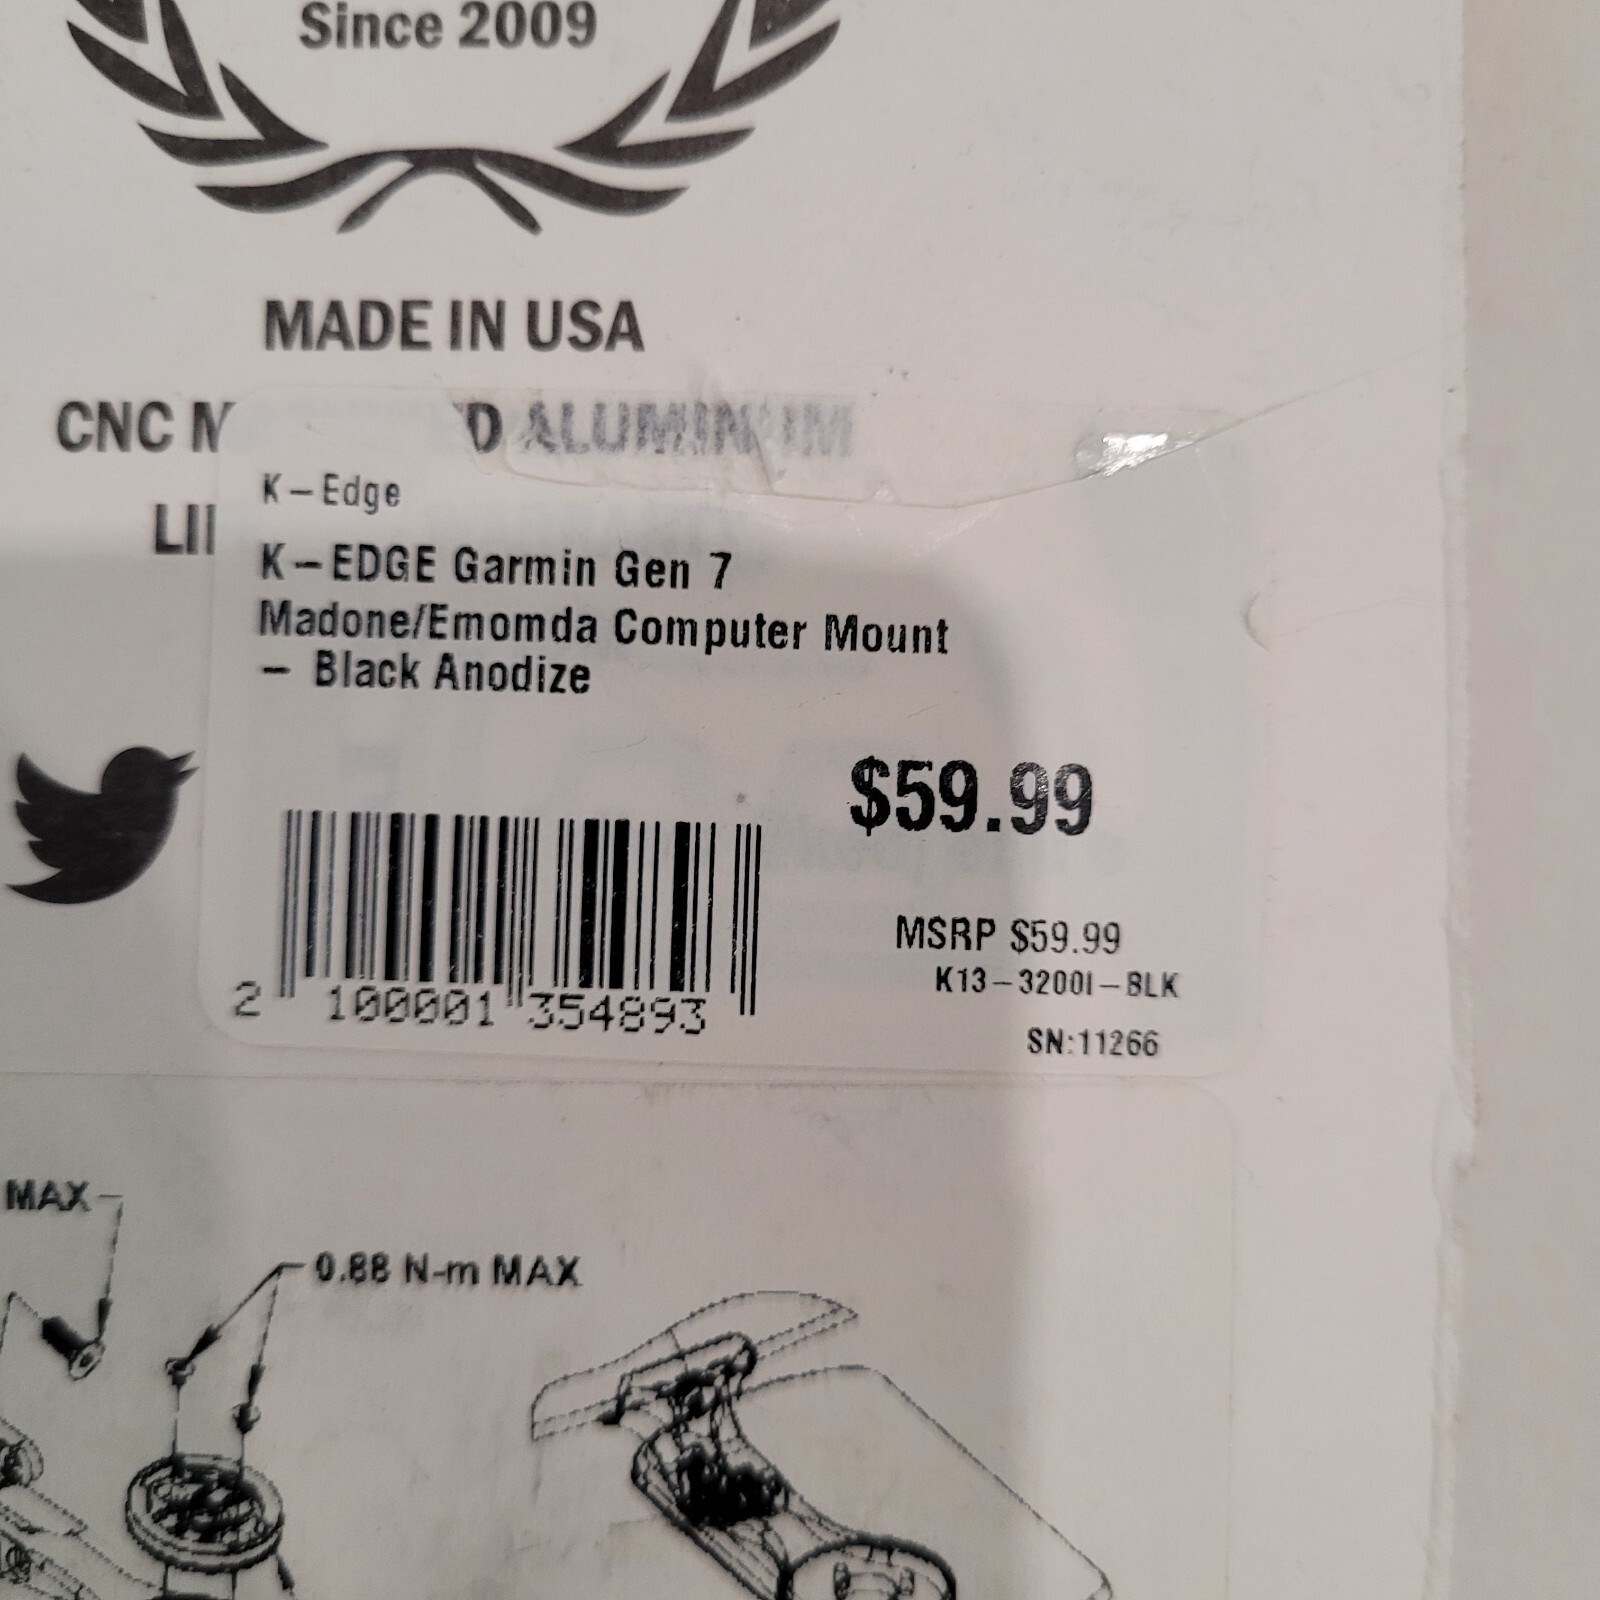 Since 2009
MADE IN USA
CNC M D ALUMINUM
LI
K-Edge
K-EDGE Garmin Gen 7
Madone/Emomda Computer Mount
- Black Anodize
$59.99
MSRP $59.99
K13-3200I-BLK
SN:11266
2 100001 354893
MAX
0.88 N-m MAX